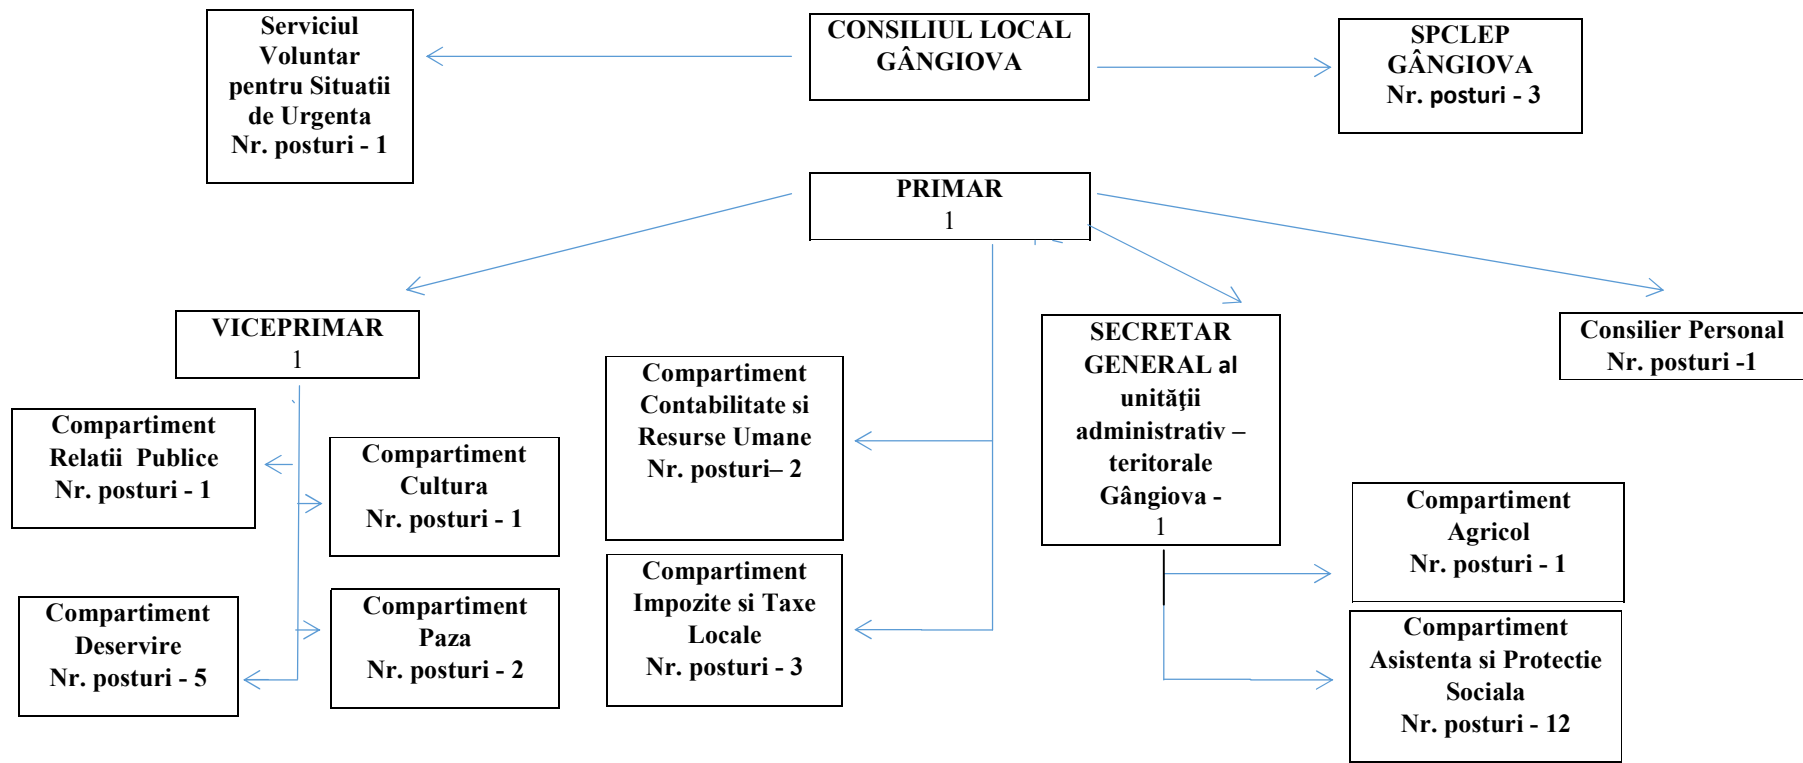 Serviciul
Voluntar
pentru Situatii
de Urgenta
Nr. posturi - 1
CONSILIUL LOCAL
GÂNGIOVA
SPCLEP
GÂNGIOVA
Nr. posturi - 3
PRIMAR
1
VICEPRIMAR
1
Compartiment
Contabilitate si
Resurse Umane
Nr. posturi– 2
SECRETAR
GENERAL al
unităţii
administrativ –
teritorale
Gângiova -
1
Consilier Personal
Nr. posturi -1
Compartiment
Relatii Publice
Nr. posturi - 1
Compartiment
Cultura
Nr. posturi - 1
Compartiment
Agricol
Nr. posturi - 1
Compartiment
Deservire
Nr. posturi - 5
Compartiment
Paza
Nr. posturi - 2
Compartiment
Impozite si Taxe
Locale
Nr. posturi - 3
Compartiment
Asistenta si Protectie
Sociala
Nr. posturi - 12